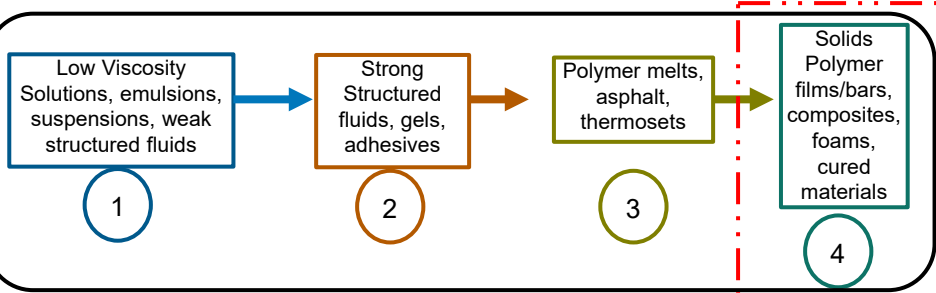 Low Viscosity
Solutions, emulsions,
suspensions, weak
structured fluids
1
Strong
Structured
fluids, gels,
adhesives
2
Polymer melts,
asphalt,
thermosets
3
Solids
Polymer
films/bars,
composites,
foams,
cured
materials
4